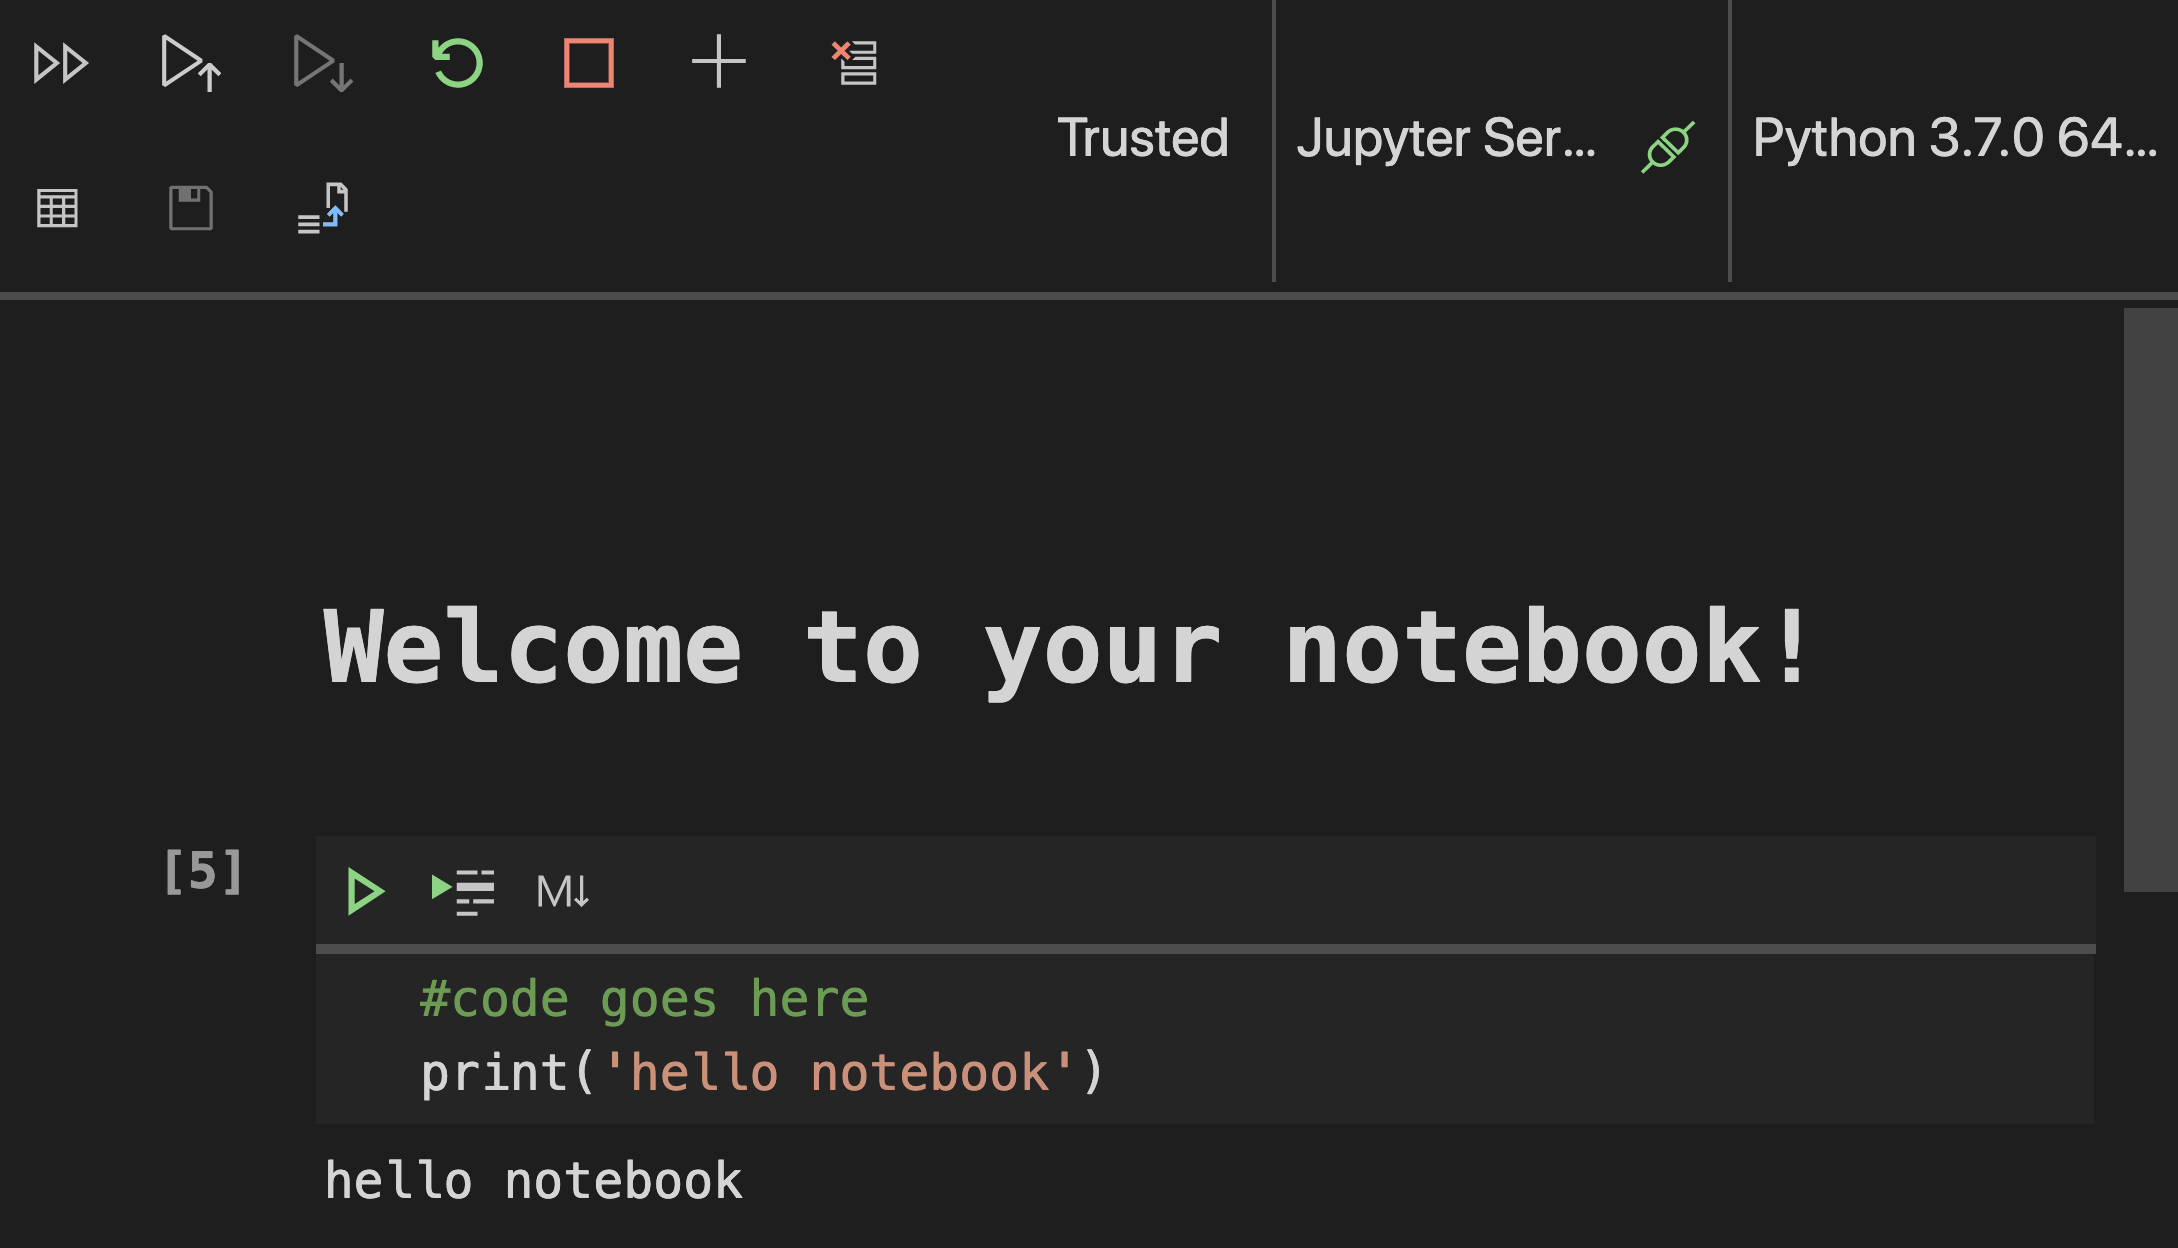 Trusted
Jupyter Ser...
Python 3.7.0 64...
Welcome to your notebook!
[5]
M↓
#code goes here
print('hello notebook')
hello notebook